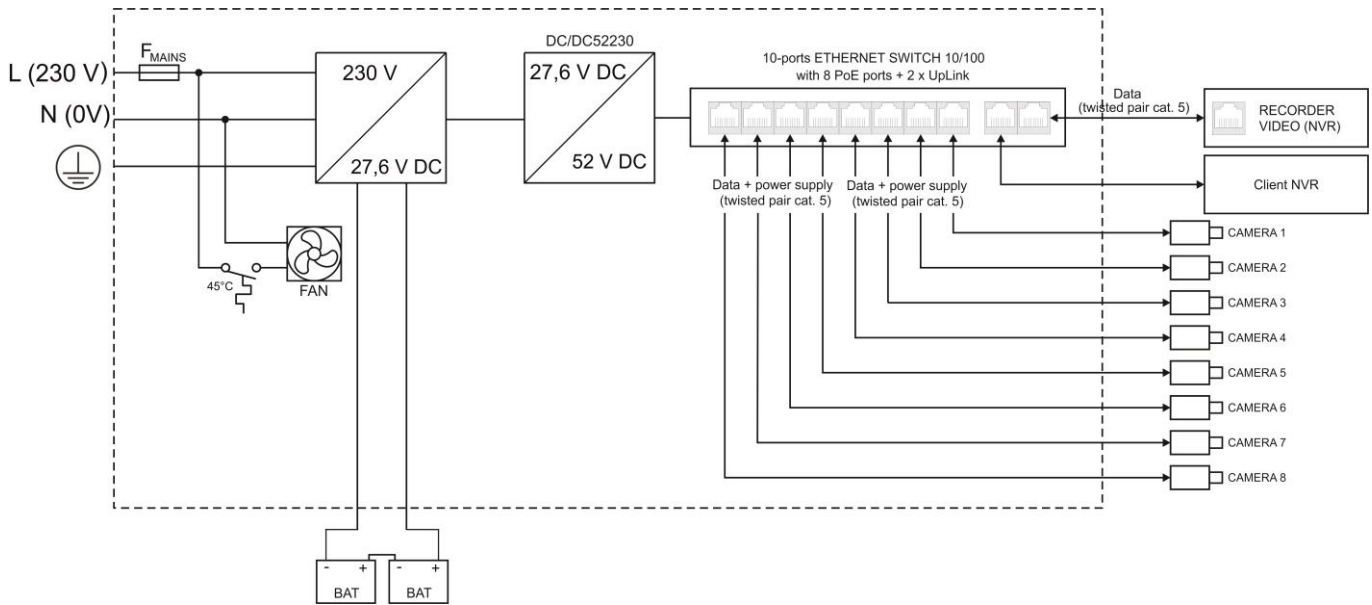 L (230 V)
F MAINS
N (0V)
230 V
27,6 V DC
DC/DC52230
27,6 V DC
52 V DC
10-ports ETHERNET SWITCH 10/100
with 8 PoE ports + 2 x UpLink
Data
(twisted pair cat. 5)
RECORDER
VIDEO (NVR)
Client NVR
Data + power supply
(twisted pair cat. 5)
Data + power supply
(twisted pair cat. 5)
CAMERA 1
CAMERA 2
CAMERA 3
CAMERA 4
CAMERA 5
CAMERA 6
CAMERA 7
CAMERA 8
45°C
FAN
- +
BAT
- +
BAT